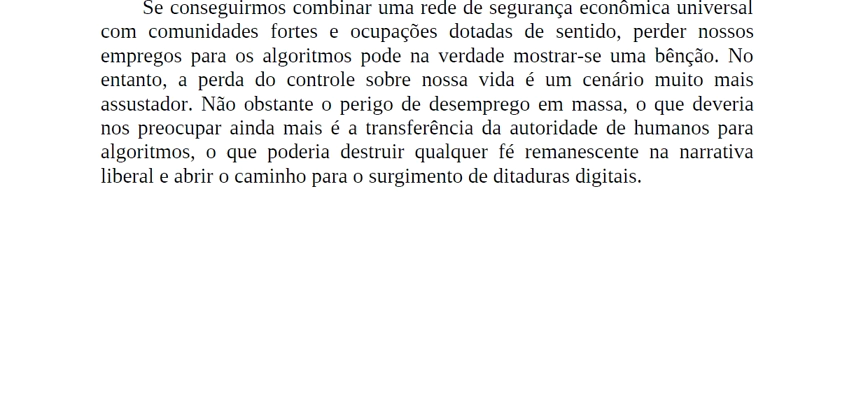 Se conseguirmos combinar uma rede de segurança econômica universal
com comunidades fortes e ocupações dotadas de sentido, perder nossos
empregos para os algoritmos pode na verdade mostrar-se uma bênção. No
entanto, a perda do controle sobre nossa vida é um cenário muito mais
assustador. Não obstante o perigo de desemprego em massa, o que deveria
nos preocupar ainda mais é a transferência da autoridade de humanos para
algoritmos, o que poderia destruir qualquer fé remanescente na narrativa
liberal e abrir o caminho para o surgimento de ditaduras digitais.